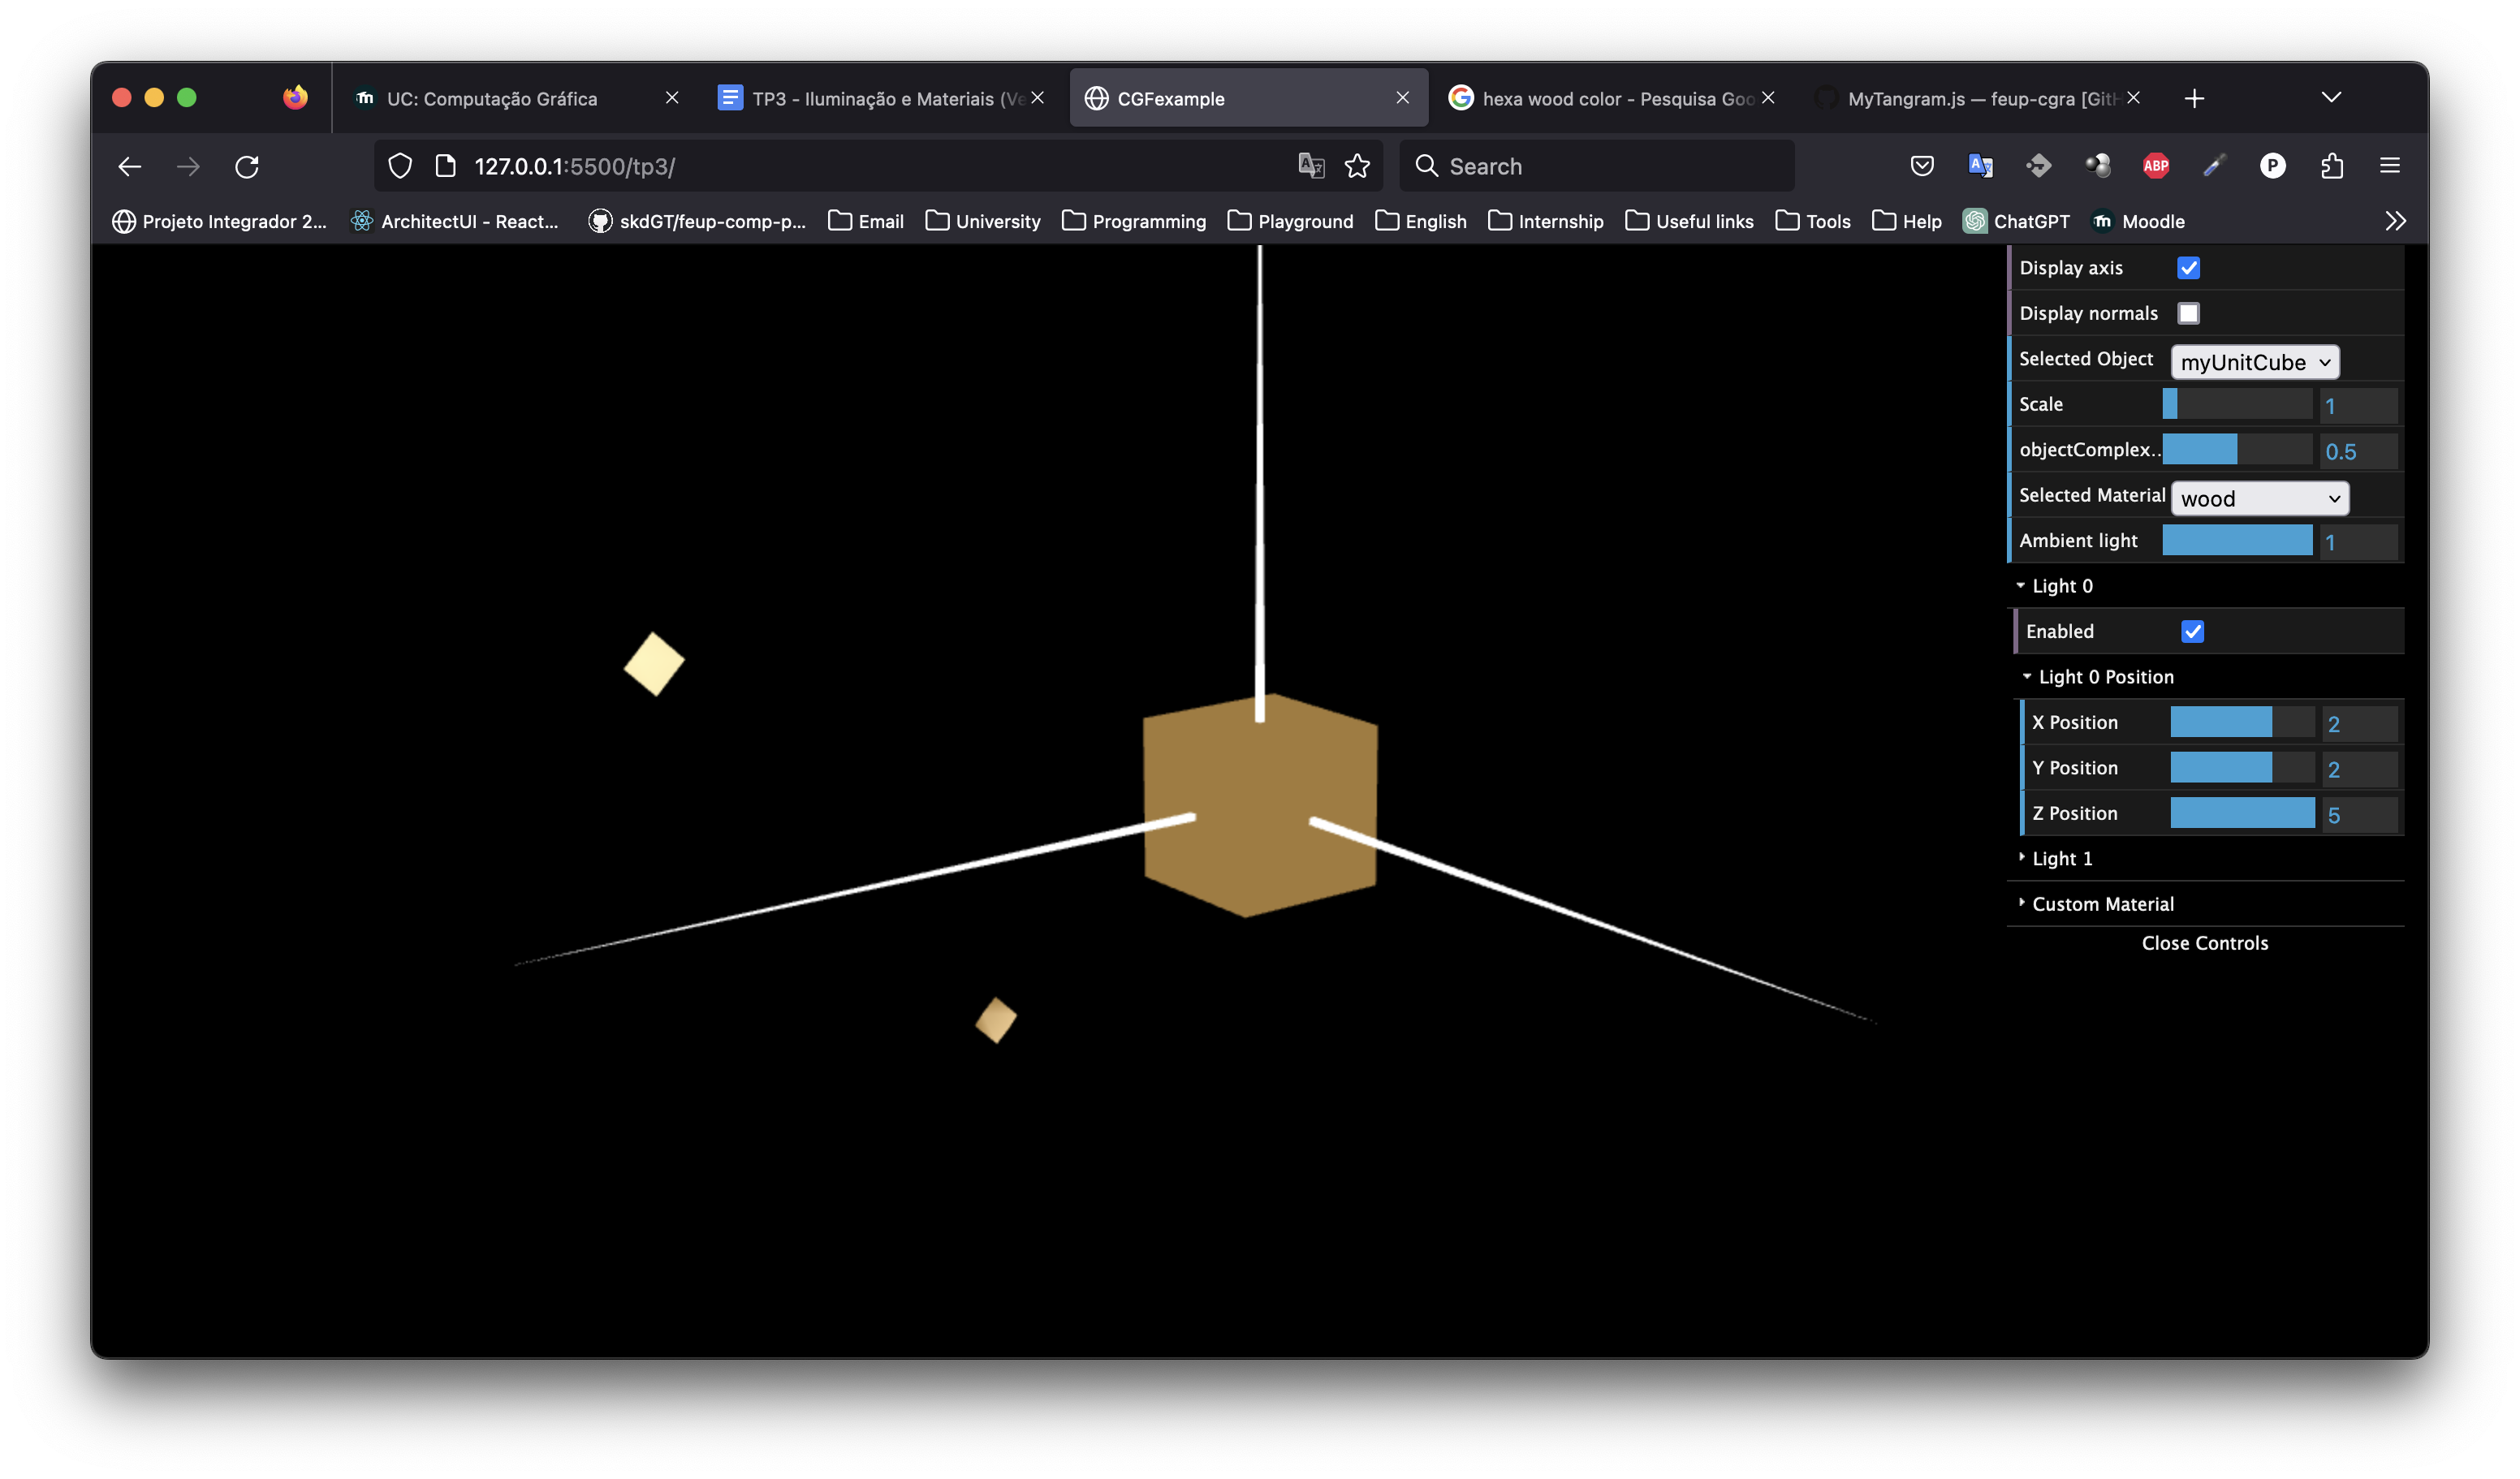 UC: Computação Gráfica
TP3 - Iluminação e Materiais (Ve
CGFexample
hexa wood color - Pesquisa Goo
MyTangram.js — feup-cgra [GitH
127.0.0.1:5500/tp3/
Search
ABP
P
Projeto Integrador 2...
ArchitectUI - React...
skdGT/feup-comp-p...
Email
University
Programming
Playground
English
Internship
Useful links
Tools
Help
ChatGPT
Moodle
Display axis
Display normals
Selected Object myUnitCube
Scale 1
objectComplex.. 0.5
Selected Material wood
Ambient light 1
Light 0
Enabled
Light 0 Position
X Position 2
Y Position 2
Z Position 5
Light 1
Custom Material
Close Controls